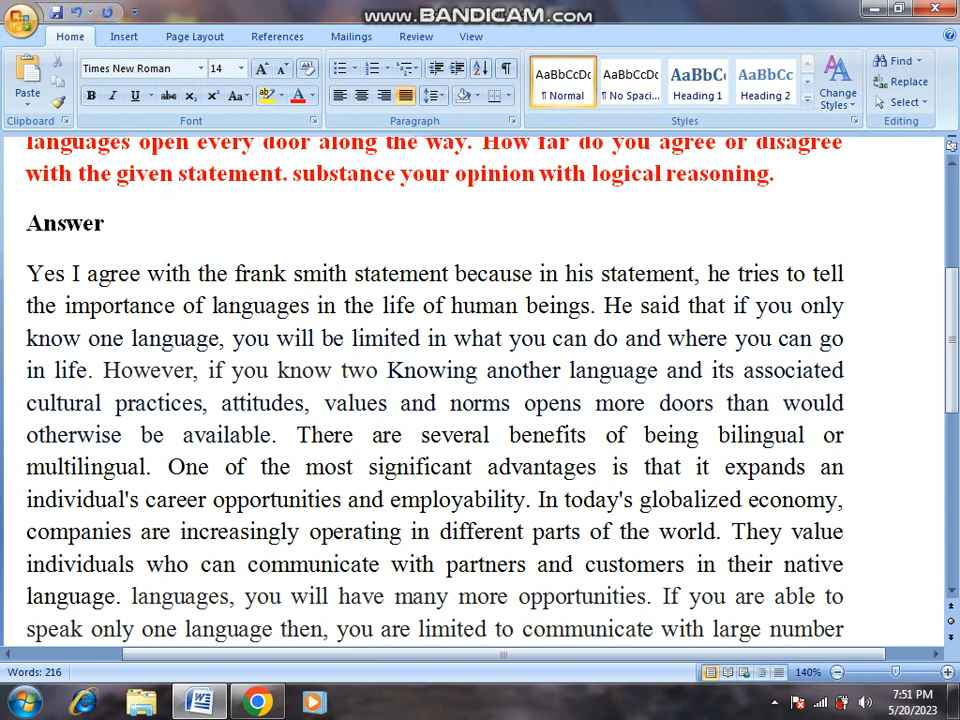 www.BANDICAM.com
Home Insert Page Layout References Mailings Review View
Paste
Clipboard
Times New Roman 14
Font
Paragraph
AaBbCcDc AaBbCcDc AaBbC AaBbCc
¶ Normal ¶ No Spaci... Heading 1 Heading 2
Change Styles
Styles
Find
Replace
Select
Editing
languages open every door along the way. How far do you agree or disagree
with the given statement. substance your opinion with logical reasoning.
Answer
Yes I agree with the frank smith statement because in his statement, he tries to tell
the importance of languages in the life of human beings. He said that if you only
know one language, you will be limited in what you can do and where you can go
in life. However, if you know two Knowing another language and its associated
cultural practices, attitudes, values and norms opens more doors than would
otherwise be available. There are several benefits of being bilingual or
multilingual. One of the most significant advantages is that it expands an
individual's career opportunities and employability. In today's globalized economy,
companies are increasingly operating in different parts of the world. They value
individuals who can communicate with partners and customers in their native
language. languages, you will have many more opportunities. If you are able to
speak only one language then, you are limited to communicate with large number
Words: 216
140%
7:51 PM
5/20/2023